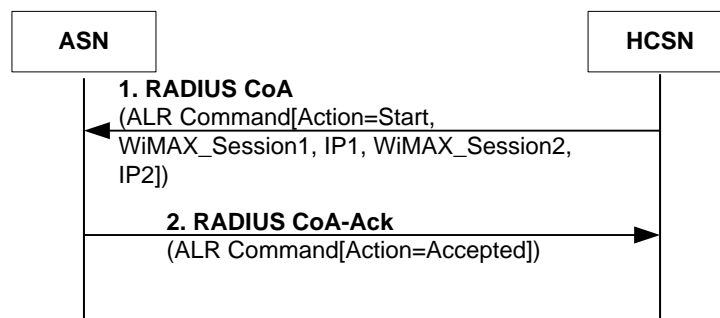 ASN
HCSN
1. RADIUS CoA
(ALR Command[Action=Start,
WiMAX_Session1, IP1, WiMAX_Session2,
IP2])
2. RADIUS CoA-Ack
(ALR Command[Action=Accepted])